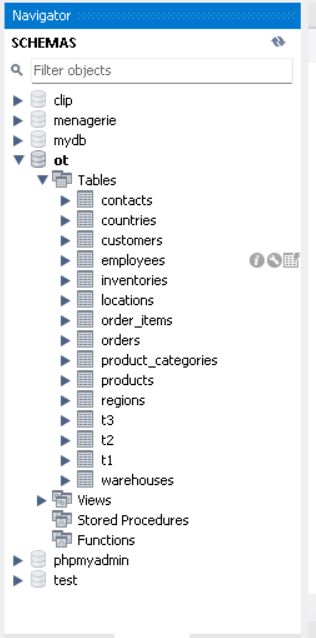 Navigator
SCHEMAS
Filter objects
clip
menagerie
mydb
ot
Tables
contacts
countries
customers
employees
inventories
locations
order_items
orders
product_categories
products
regions
t3
t2
t1
warehouses
Views
Stored Procedures
Functions
phpmyadmin
test